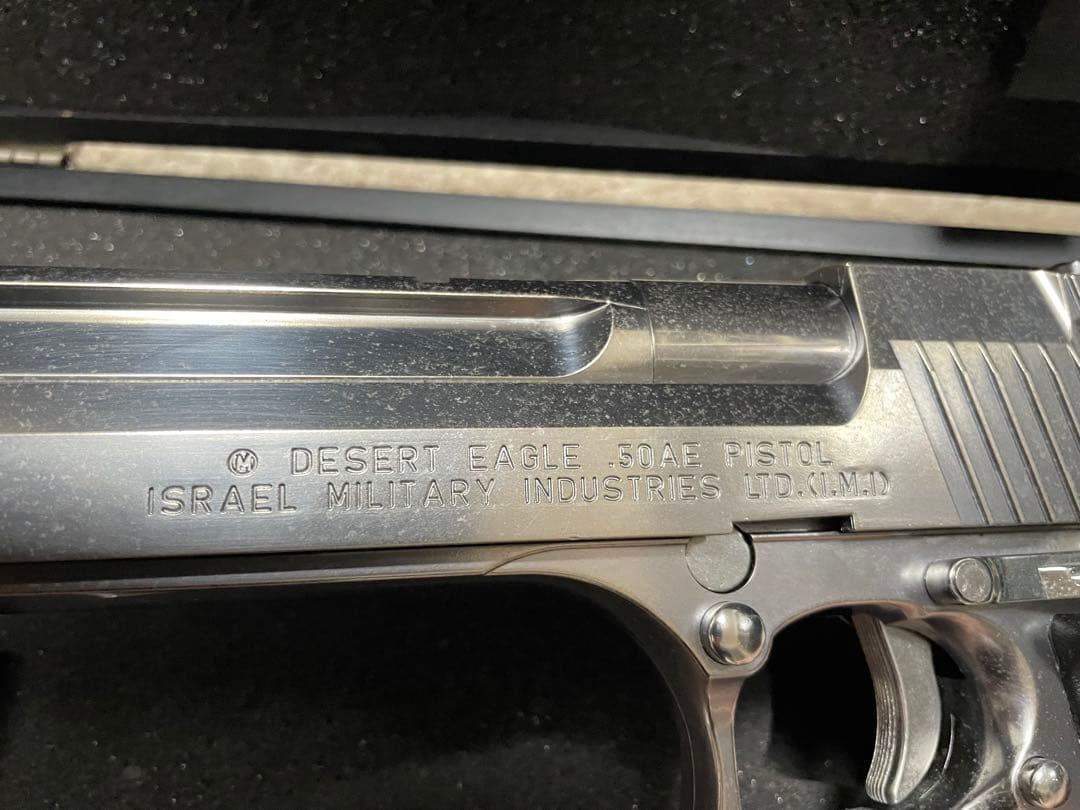 Ⓜ DESERT EAGLE .50AE PISTOL
ISRAEL MILITARY INDUSTRIES LTD.(I.M.I)